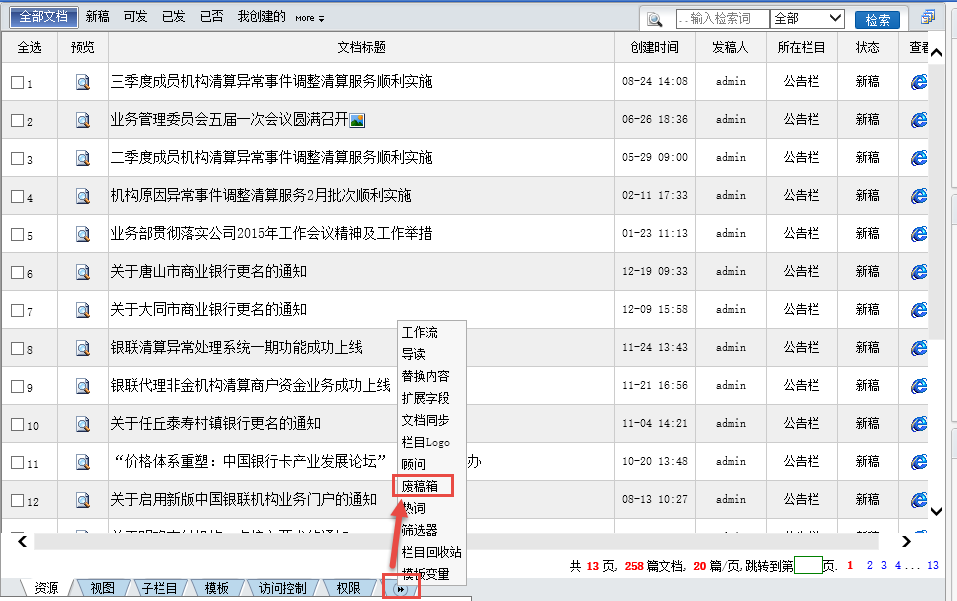 全部文档 新稿 可发 已发 已否 我创建的 more
..输入检索词 全部 检索
全选 预览 文档标题 创建时间 发稿人 所在栏目 状态 查看
1 三季度成员机构清算异常事件调整清算服务顺利实施 08-24 14:08 admin 公告栏 新稿
2 业务管理委员会五届一次会议圆满召开 06-26 18:36 admin 公告栏 新稿
3 二季度成员机构清算异常事件调整清算服务顺利实施 05-29 09:00 admin 公告栏 新稿
4 机构原因异常事件调整清算服务2月批次顺利实施 02-11 17:33 admin 公告栏 新稿
5 业务部贯彻落实公司2015年工作会议精神及工作举措 01-23 11:13 admin 公告栏 新稿
6 关于唐山市商业银行更名的通知 12-19 09:33 admin 公告栏 新稿
7 关于大同市商业银行更名的通知 12-09 15:58 admin 公告栏 新稿
8 银联清算异常处理系统一期功能成功上线 11-24 13:43 admin 公告栏 新稿
9 银联代理非金机构清算商户资金业务成功上线 11-21 16:56 admin 公告栏 新稿
10 关于任丘泰寿村镇银行更名的通知 11-04 14:21 admin 公告栏 新稿
11 “价格体系重塑：中国银行卡产业发展论坛” 办 10-20 13:48 admin 公告栏 新稿
12 关于启用新版中国银联机构业务门户的通知 08-13 10:27 admin 公告栏 新稿
工作流
导读
替换内容
扩展字段
文档同步
栏目Logo
顾问
废稿箱
热词
筛选器
栏目回收站
模板变量
共 13 页, 258 篇文档, 20 篇/页, 跳转到第 页. 1 2 3 4 ... 13
资源 视图 子栏目 模板 访问控制 权限